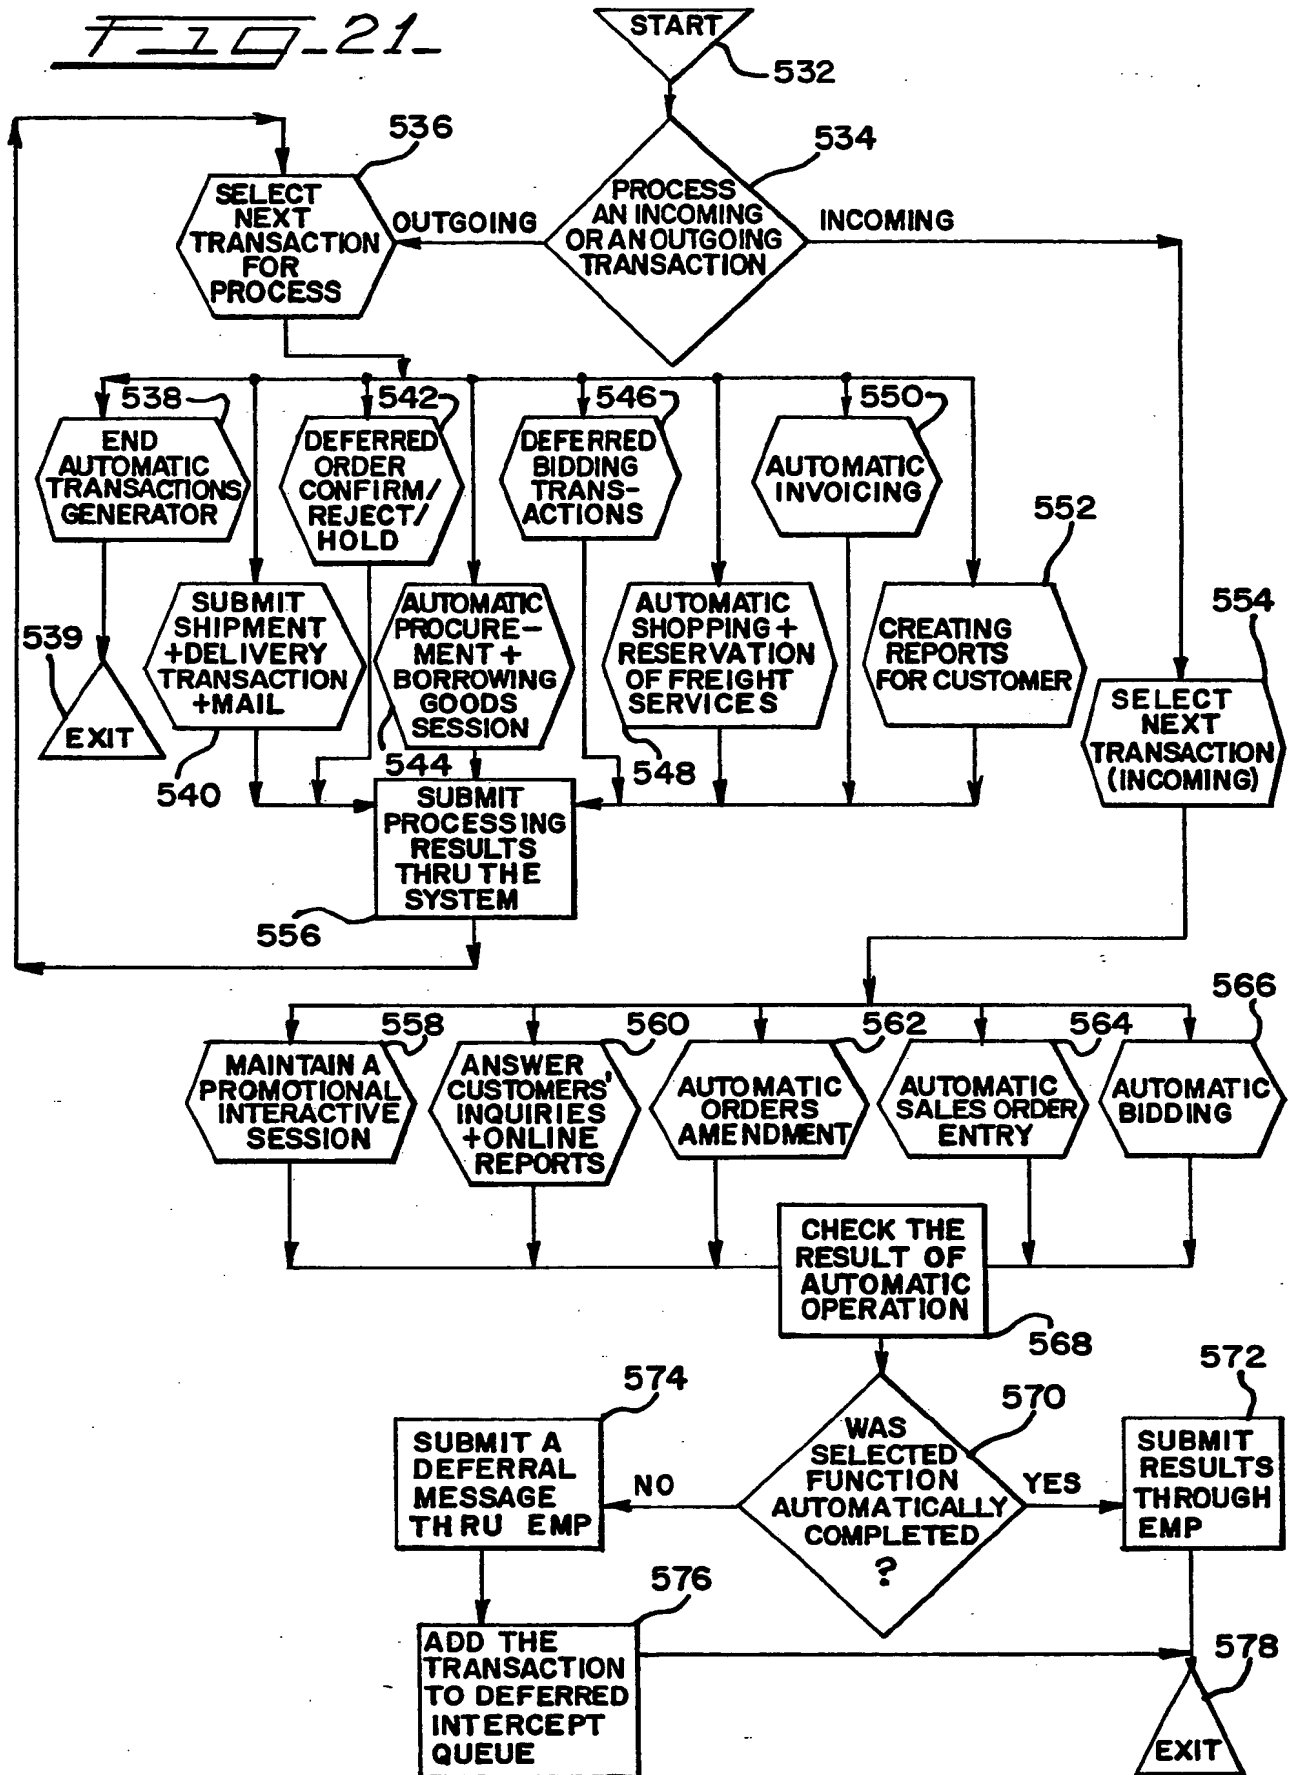 Fig-21-
START
532
536
534
SELECT
NEXT
TRANSACTION
FOR
PROCESS
OUTGOING
PROCESS
AN INCOMING
OR AN OUTGOING
TRANSACTION
INCOMING
538
542
546
550
END
AUTOMATIC
TRANSACTIONS
GENERATOR
DEFERRED
ORDER
CONFIRM/
REJECT/
HOLD
DEFERRED
BIDDING
TRANS-
ACTIONS
AUTOMATIC
INVOICING
552
539
EXIT
SUBMIT
SHIPMENT
+DELIVERY
TRANSACTION
+MAIL
540
AUTOMATIC
PROCURE-
MENT +
BORROWING
GOODS
SESSION
544
AUTOMATIC
SHOPPING +
RESERVATION
OF FREIGHT
SERVICES
548
CREATING
REPORTS
FOR CUSTOMER
554
SELECT
NEXT
TRANSACTION
(INCOMING)
SUBMIT
PROCESSING
RESULTS
THRU THE
SYSTEM
556
558
560
562
564
566
MAINTAIN A
PROMOTIONAL
INTERACTIVE
SESSION
ANSWER
CUSTOMERS'
INQUIRIES
+ONLINE
REPORTS
AUTOMATIC
ORDERS
AMENDMENT
AUTOMATIC
SALES ORDER
ENTRY
AUTOMATIC
BIDDING
CHECK THE
RESULT OF
AUTOMATIC
OPERATION
568
574
570
572
SUBMIT A
DEFERRAL
MESSAGE
THRU EMP
NO
WAS
SELECTED
FUNCTION
AUTOMATICALLY
COMPLETED
?
YES
SUBMIT
RESULTS
THROUGH
EMP
576
ADD THE
TRANSACTION
TO DEFERRED
INTERCEPT
QUEUE
578
EXIT